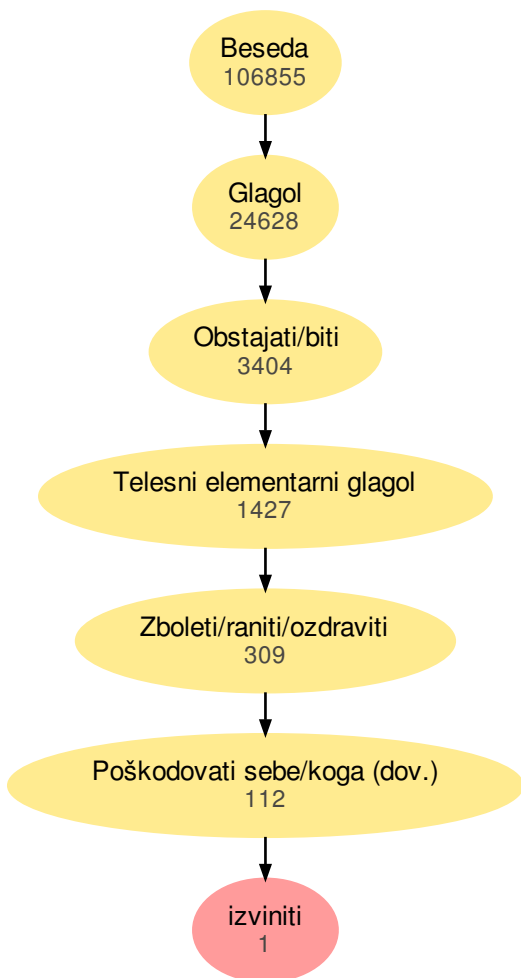 Beseda
106855
Glagol
24628
Obstajati/biti
3404
Telesni elementarni glagol
1427
Zboleti/raniti/ozdraviti
309
Poškodovati sebe/koga (dov.)
112
izviniti
1